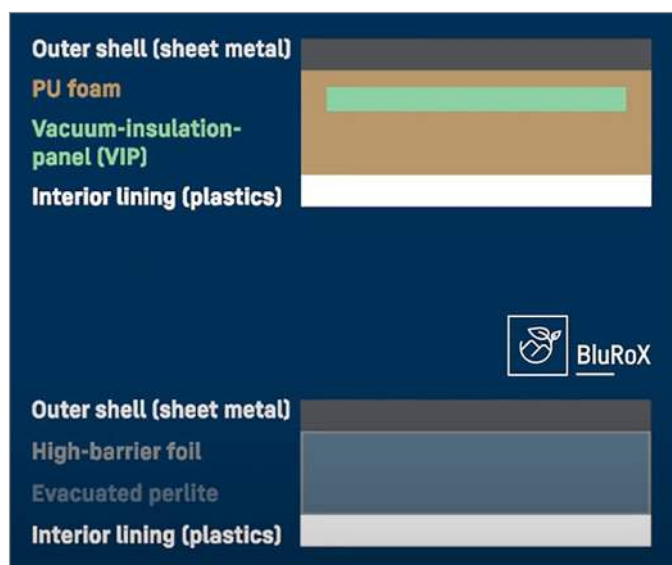 Outer shell (sheet metal)
PU foam
Vacuum-insulation-
panel (VIP)
Interior lining (plastics)
BluRoX
Outer shell (sheet metal)
High-barrier foil
Evacuated perlite
Interior lining (plastics)